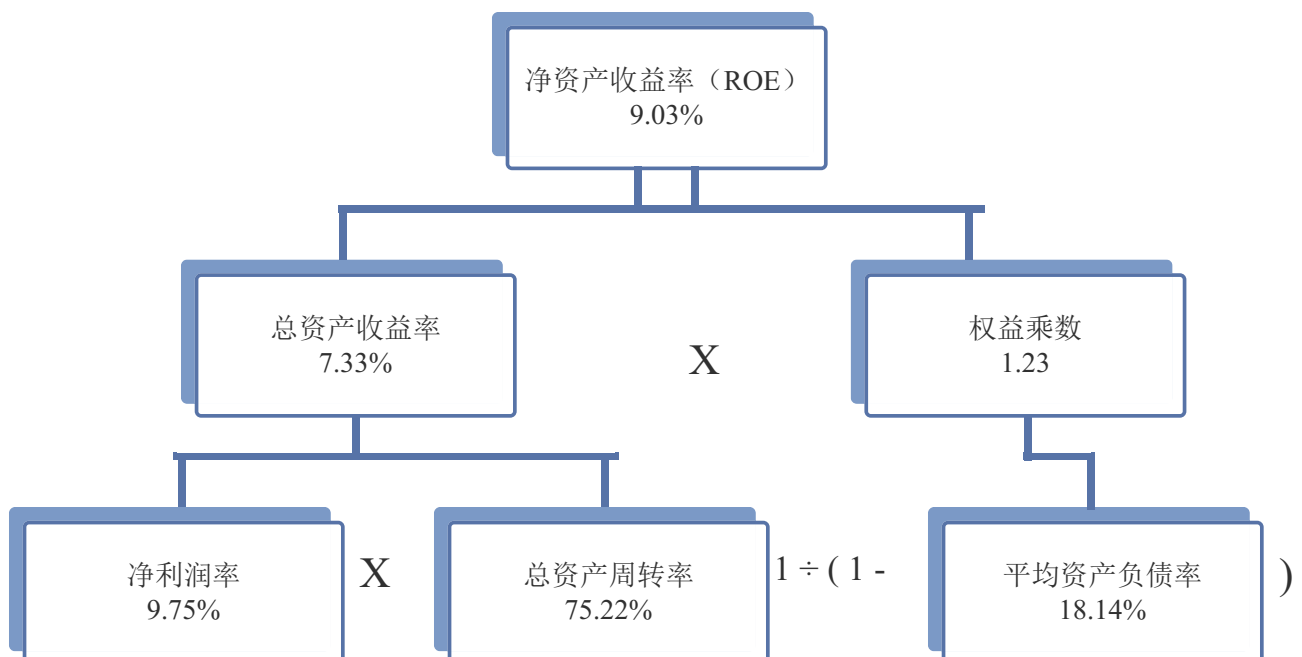 净资产收益率（ROE）
9.03%
总资产收益率
7.33%
X
权益乘数
1.23
净利润率
9.75%
X
总资产周转率
75.22%
1 ÷ ( 1 -
平均资产负债率
18.14%
)